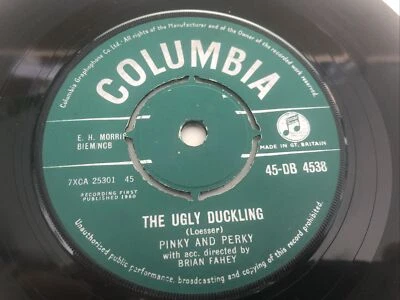 Columbia Graphophone Co. Ltd. All rights of the Manufacturer and of the Owner of the recorded work reserved.
COLUMBIA
E. H. MORRIS
BIEM/NCB
MADE IN GT. BRITAIN
7XCA 25301 45
45-DB 4538
RECORDING FIRST
PUBLISHED 1960
THE UGLY DUCKLING
(Loesser)
PINKY AND PERKY
with acc. directed by
BRIAN FAHEY
Unauthorised public performance, broadcasting and copying of this record prohibited.